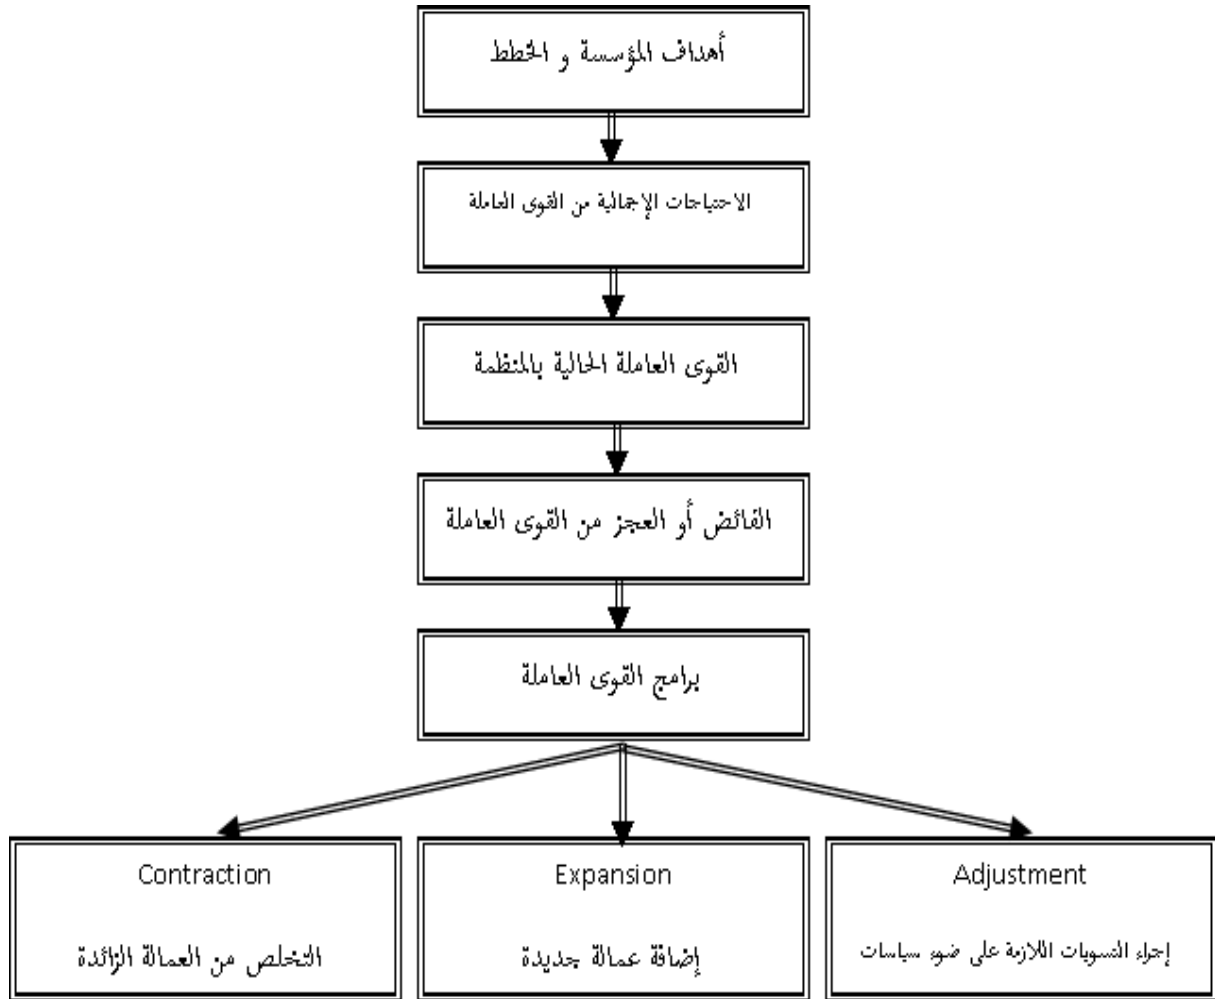 أهداف المؤسسة و الخطط
الاحتياجات الإجمالية من القوى العاملة
القوى العاملة الحالية بالمنظمة
الفائض أو العجز من القوى العاملة
برامج القوى العاملة
Adjustment
إجراء التسويات اللازمة على ضوء سياسات
Expansion
إضافة عمالة جديدة
Contraction
التخلص من العمالة الزائدة